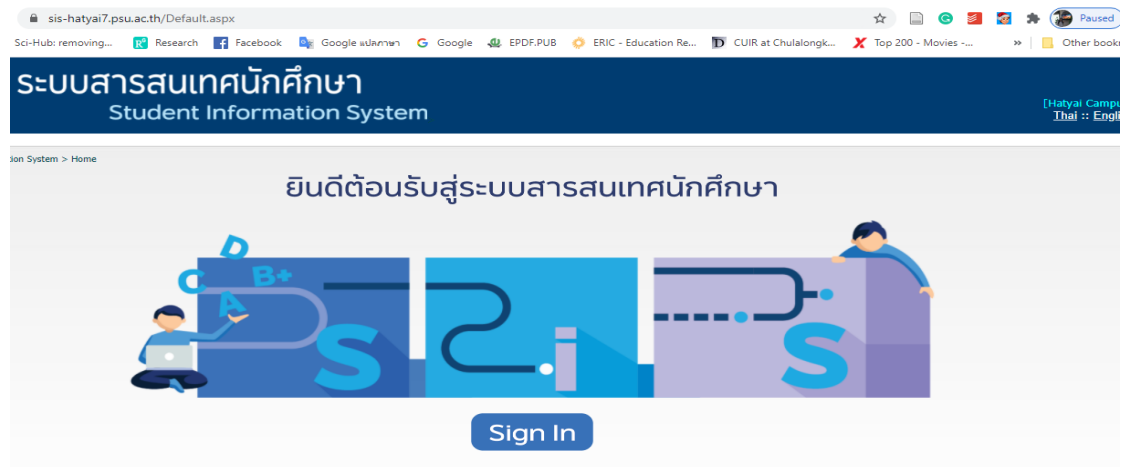 sis-hatyai7.psu.ac.th/Default.aspx
Paused
Sci-Hub: removing... Research Facebook Google แปลภาษา Google EPDF.PUB ERIC - Education Re... CUIR at Chulalongk... Top 200 - Movies -... » Other book
ระบบสารสนเทศนักศึกษา
Student Information System
[Hatyai Campu
Thai :: Engli
ion System > Home
ยินดีต้อนรับสู่ระบบสารสนเทศนักศึกษา
D
C B+
A
S i S
Sign In